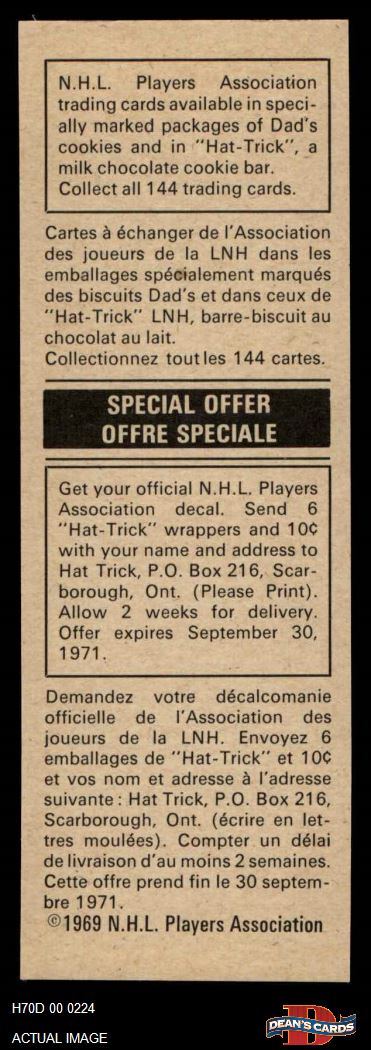 N.H.L. Players Association
trading cards available in speci-
ally marked packages of Dad's
cookies and in "Hat-Trick", a
milk chocolate cookie bar.
Collect all 144 trading cards.
Cartes à échanger de l'Association
des joueurs de la LNH dans les
emballages spécialement marqués
des biscuits Dad's et dans ceux de
"Hat-Trick" LNH, barre-biscuit au
chocolat au lait.
Collectionnez tout les 144 cartes.
SPECIAL OFFER
OFFRE SPECIALE
Get your official N.H.L. Players
Association decal. Send 6
"Hat-Trick" wrappers and 10¢
with your name and address to
Hat Trick, P.O. Box 216, Scar-
borough, Ont. (Please Print).
Allow 2 weeks for delivery.
Offer expires September 30,
1971.
Demandez votre décalcomanie
officielle de l'Association des
joueurs de la LNH. Envoyez 6
emballages de "Hat-Trick" et 10¢
et vos nom et adresse à l'adresse
suivante: Hat Trick, P.O. Box 216,
Scarborough, Ont. (écrire en let-
tres moulées). Compter un délai
de livraison d'au moins 2 semaines.
Cette offre prend fin le 30 septem-
bre 1971.
©1969 N.H.L. Players Association
H70D 00 0224
ACTUAL IMAGE
D
DEAN'S CARDS